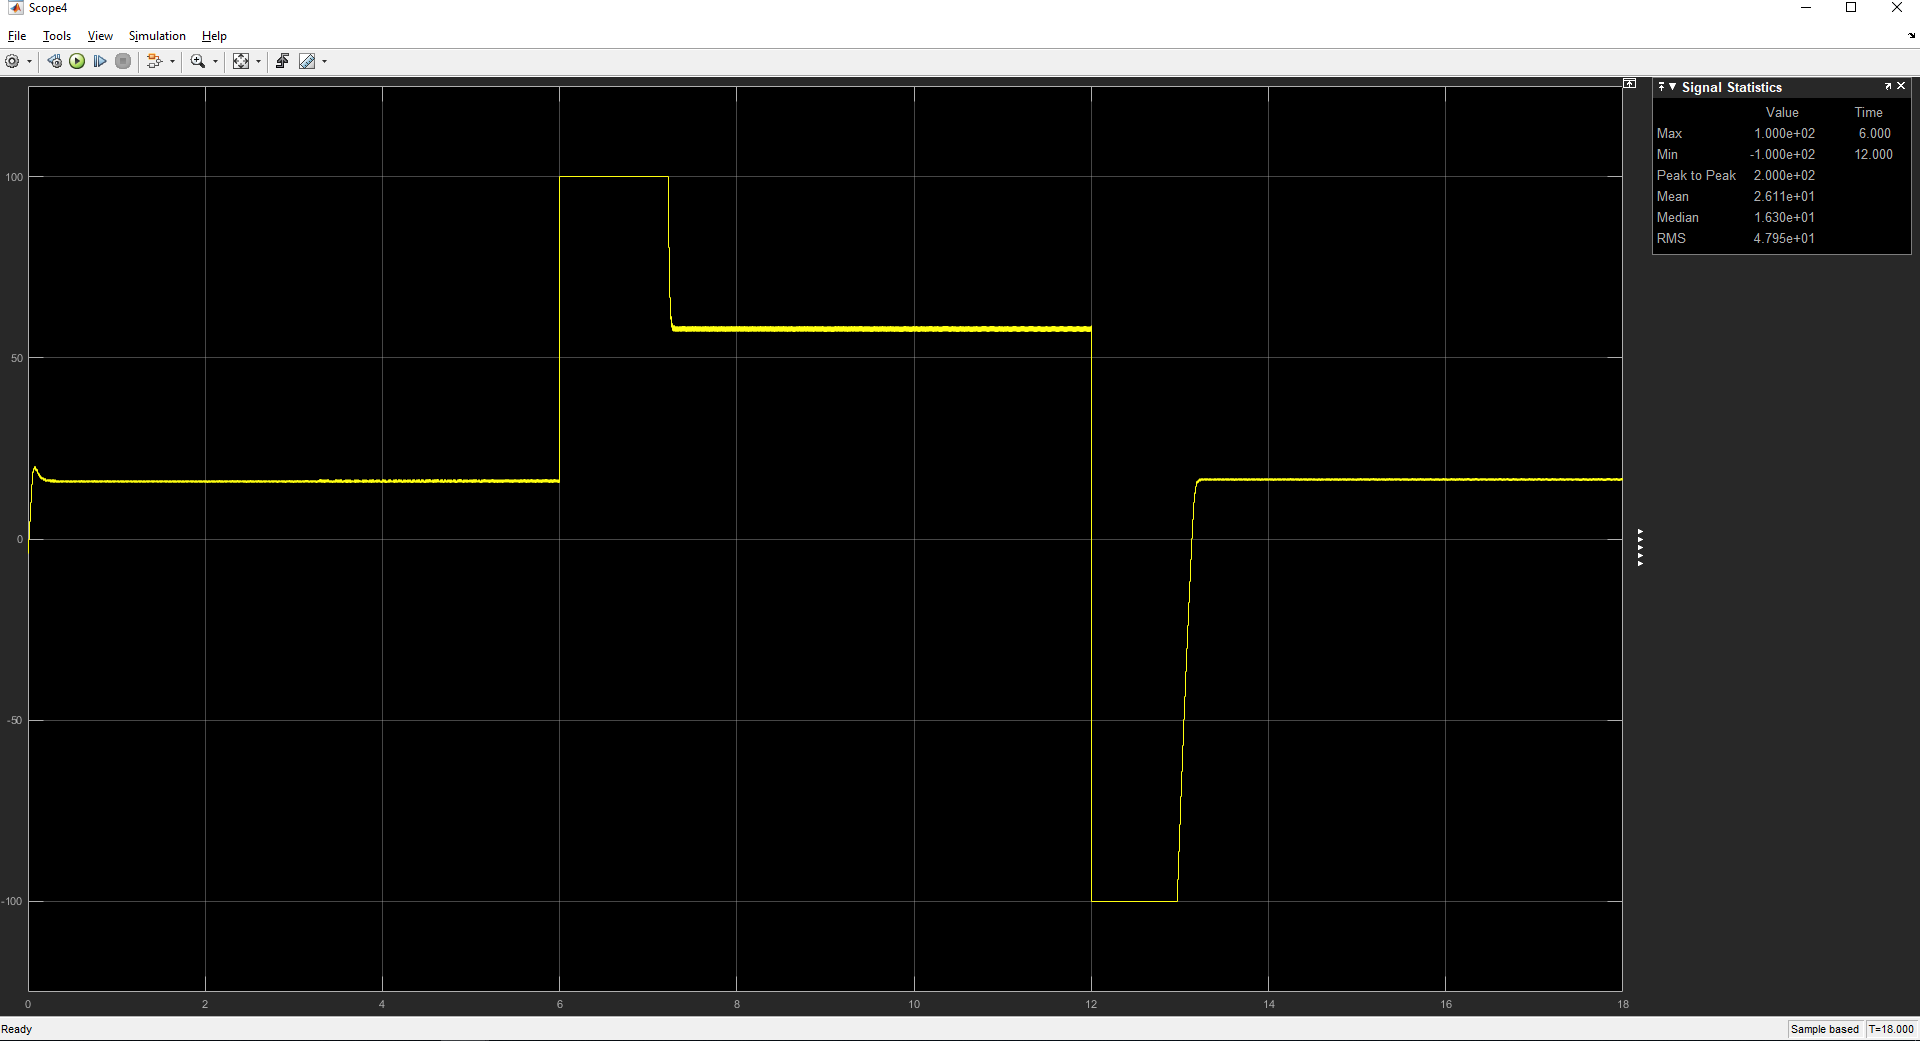 Scope4
File Tools View Simulation Help
Signal Statistics
Value Time
Max 1.000e+02 6.000
Min -1.000e+02 12.000
Peak to Peak 2.000e+02
Mean 2.611e+01
Median 1.630e+01
RMS 4.795e+01
100
50
0
-50
-100
0 2 4 6 8 10 12 14 16 18
Ready Sample based T=18.000